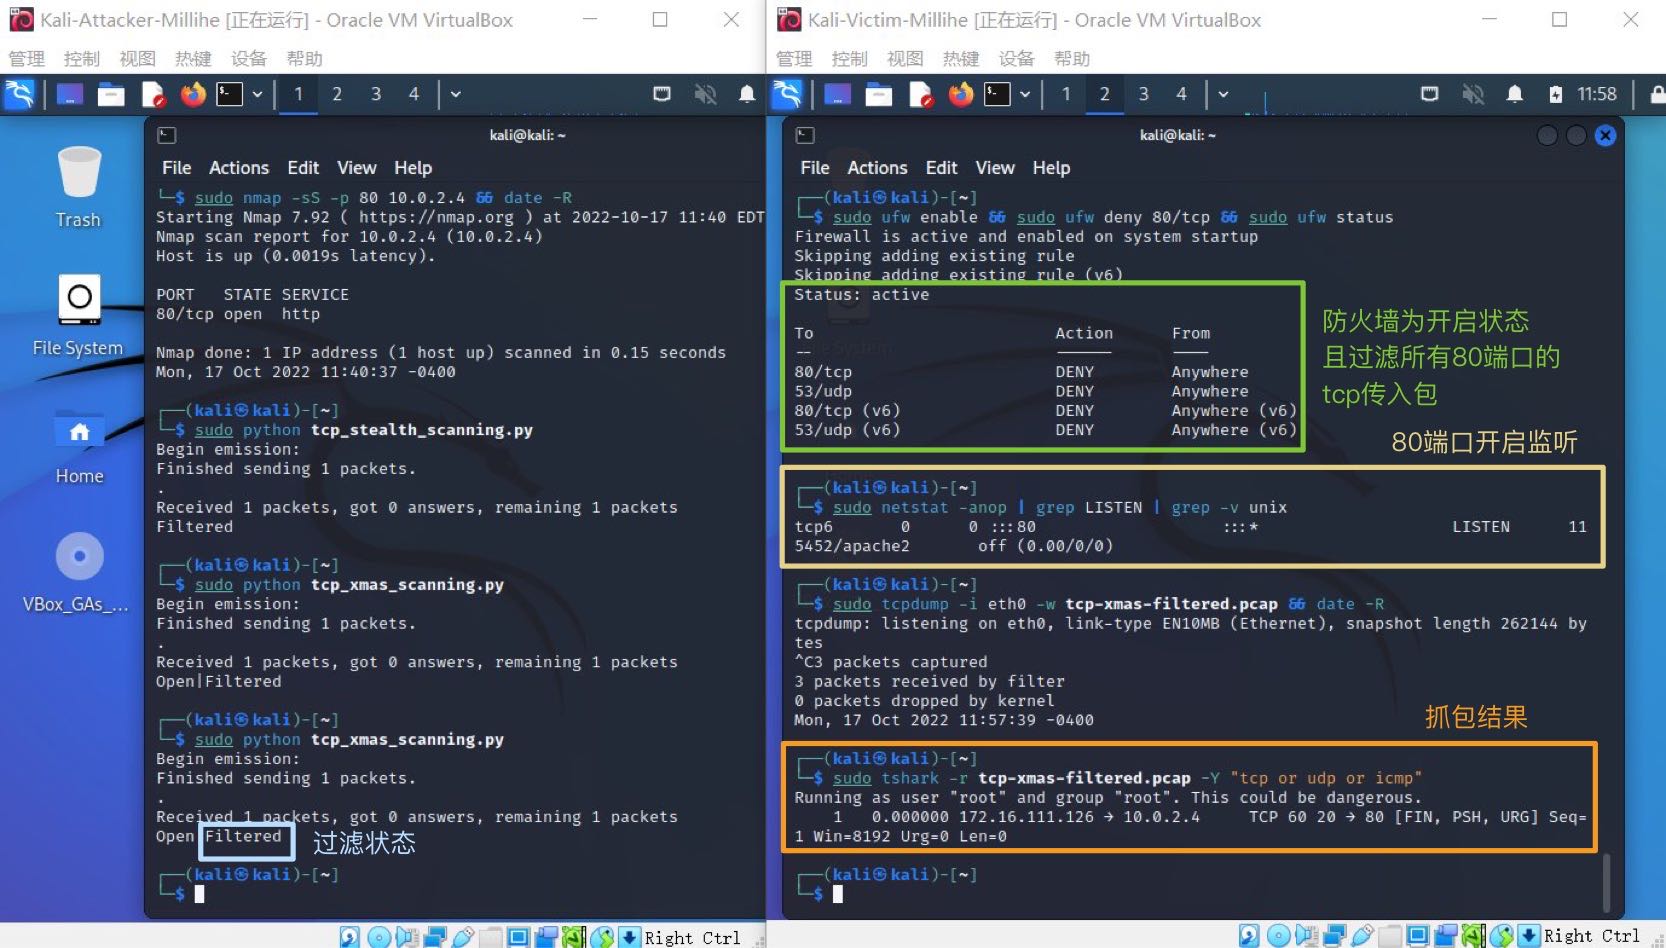 Kali-Attacker-Millihe [正在运行] - Oracle VM VirtualBox
管理 控制 视图 热键 设备 帮助
1 2 3 4
Trash
File System
Home
VBox_GAs_...
kali@kali: ~
File Actions Edit View Help
└─$ sudo nmap -sS -p 80 10.0.2.4 && date -R
Starting Nmap 7.92 ( https://nmap.org ) at 2022-10-17 11:40 EDT
Nmap scan report for 10.0.2.4 (10.0.2.4)
Host is up (0.0019s latency).
PORT   STATE SERVICE
80/tcp open  http
Nmap done: 1 IP address (1 host up) scanned in 0.15 seconds
Mon, 17 Oct 2022 11:40:37 -0400
┌──(kali㉿kali)-[~]
└─$ sudo python tcp_stealth_scanning.py
Begin emission:
Finished sending 1 packets.
.
Received 1 packets, got 0 answers, remaining 1 packets
Filtered
┌──(kali㉿kali)-[~]
└─$ sudo python tcp_xmas_scanning.py
Begin emission:
Finished sending 1 packets.
.
Received 1 packets, got 0 answers, remaining 1 packets
Open|Filtered
┌──(kali㉿kali)-[~]
└─$ sudo python tcp_xmas_scanning.py
Begin emission:
Finished sending 1 packets.
.
Received 1 packets, got 0 answers, remaining 1 packets
Open Filtered 过滤状态
┌──(kali㉿kali)-[~]
└─$
Right Ctrl
Kali-Victim-Millihe [正在运行] - Oracle VM VirtualBox
管理 控制 视图 热键 设备 帮助
1 2 3 4 11:58
kali@kali: ~
File Actions Edit View Help
┌──(kali㉿kali)-[~]
└─$ sudo ufw enable && sudo ufw deny 80/tcp && sudo ufw status
Firewall is active and enabled on system startup
Skipping adding existing rule
Skipping adding existing rule (v6)
Status: active
To Action From
-- ------ ----
80/tcp DENY Anywhere
53/udp DENY Anywhere
80/tcp (v6) DENY Anywhere (v6)
53/udp (v6) DENY Anywhere (v6)
防火墙为开启状态
且过滤所有80端口的
tcp传入包
80端口开启监听
┌──(kali㉿kali)-[~]
└─$ sudo netstat -anop | grep LISTEN | grep -v unix
tcp6 0 0 :::80 :::* LISTEN 11
5452/apache2 off (0.00/0/0)
┌──(kali㉿kali)-[~]
└─$ sudo tcpdump -i eth0 -w tcp-xmas-filtered.pcap && date -R
tcpdump: listening on eth0, link-type EN10MB (Ethernet), snapshot length 262144 by
tes
^C3 packets captured
3 packets received by filter
0 packets dropped by kernel
Mon, 17 Oct 2022 11:57:39 -0400
抓包结果
┌──(kali㉿kali)-[~]
└─$ sudo tshark -r tcp-xmas-filtered.pcap -Y "tcp or udp or icmp"
Running as user "root" and group "root". This could be dangerous.
1 0.000000 172.16.111.126 → 10.0.2.4 TCP 60 20 → 80 [FIN, PSH, URG] Seq=
1 Win=8192 Urg=0 Len=0
┌──(kali㉿kali)-[~]
└─$
Right Ctrl